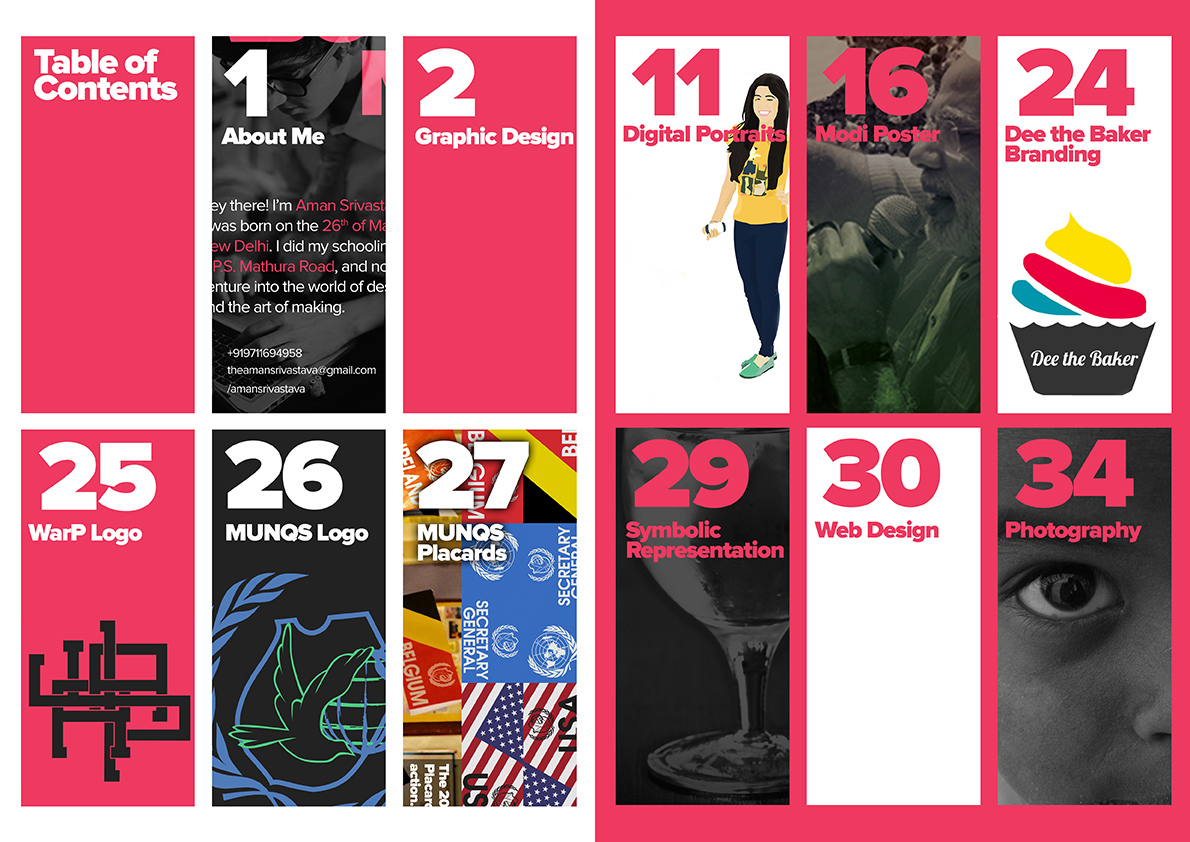 Table of
Contents
1
About Me
ey there! I'm Aman Srivast
was born on the 26th of Ma
ew Delhi. I did my schoolin
P.S. Mathura Road, and no
enture into the world of des
nd the art of making.
+919711694958
theamansrivastava@gmail.com
/amansrivastava
2
Graphic Design
11
Digital Portraits
16
Modi Poster
24
Dee the Baker
Branding
Dee the Baker
25
WarP Logo
26
MUNQS Logo
27
MUNQS
Placards
IRELAND
BELGIUM
BEL
SECRETARY
GENERAL
SECRETARY
GENERAL
BELGIUM
USA
US
The 20
Placar
action.
29
Symbolic
Representation
30
Web Design
34
Photography